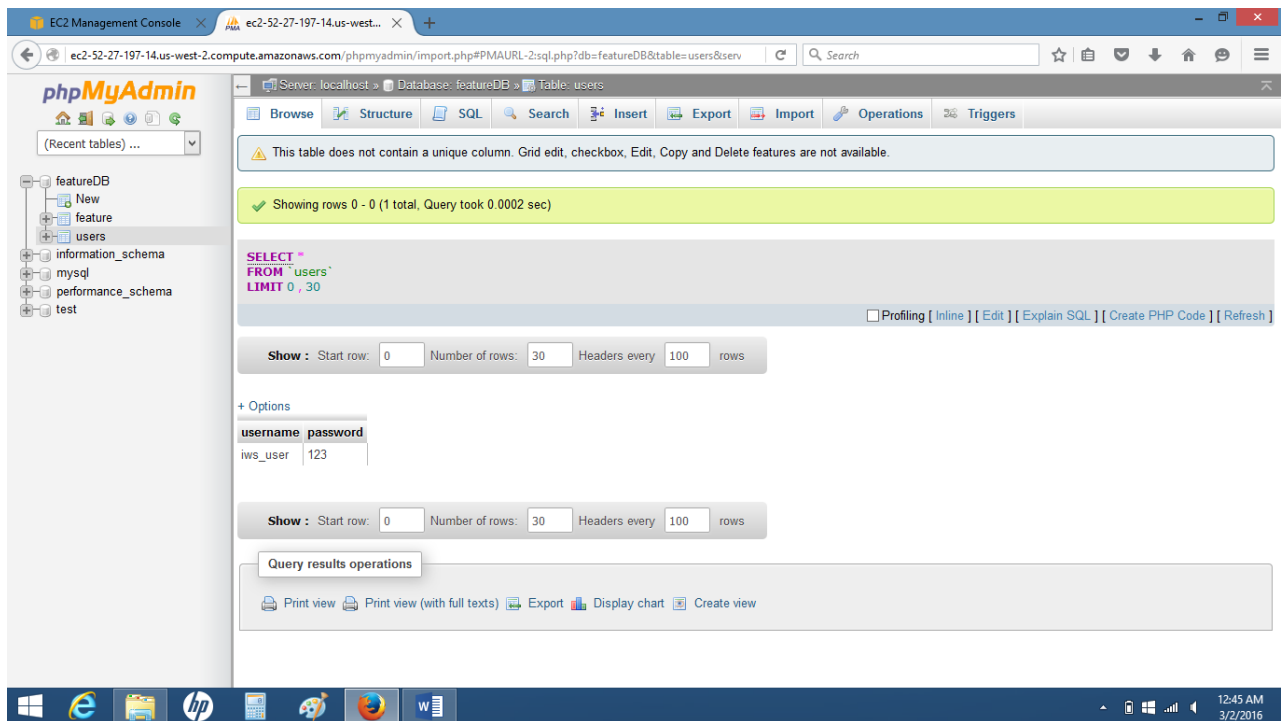 EC2 Management Console
ec2-52-27-197-14.us-west...
ec2-52-27-197-14.us-west-2.compute.amazonaws.com/phpmyadmin/import.php#PMAURL-2:sql.php?db=featureDB&table=users&serv
Search
phpMyAdmin
(Recent tables) ...
featureDB
New
feature
users
information_schema
mysql
performance_schema
test
Server: localhost » Database: featureDB » Table: users
Browse Structure SQL Search Insert Export Import Operations Triggers
This table does not contain a unique column. Grid edit, checkbox, Edit, Copy and Delete features are not available.
Showing rows 0 - 0 (1 total, Query took 0.0002 sec)
SELECT *
FROM `users`
LIMIT 0 , 30
Profiling [ Inline ] [ Edit ] [ Explain SQL ] [ Create PHP Code ] [ Refresh ]
Show : Start row: 0 Number of rows: 30 Headers every 100 rows
+ Options
username password
iws_user 123
Show : Start row: 0 Number of rows: 30 Headers every 100 rows
Query results operations
Print view Print view (with full texts) Export Display chart Create view
hp
12:45 AM
3/2/2016